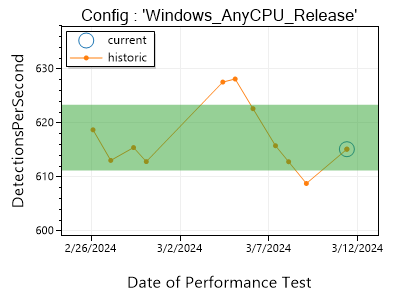 Config : 'Windows_AnyCPU_Release'
current
historic
DetectionsPerSecond
630
620
610
600
2/26/2024 3/2/2024 3/7/2024 3/12/2024
Date of Performance Test